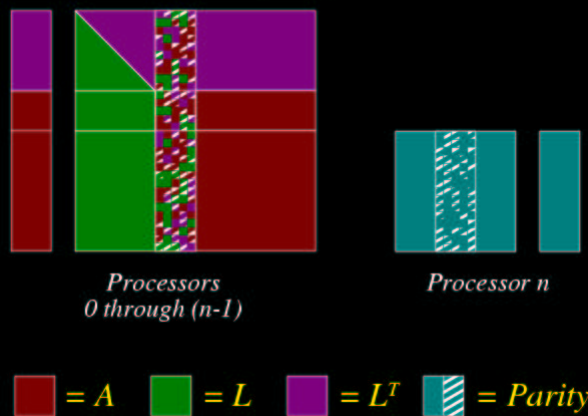 Processors
0 through (n-1)
Processor n
= A = L = L^T = Parity